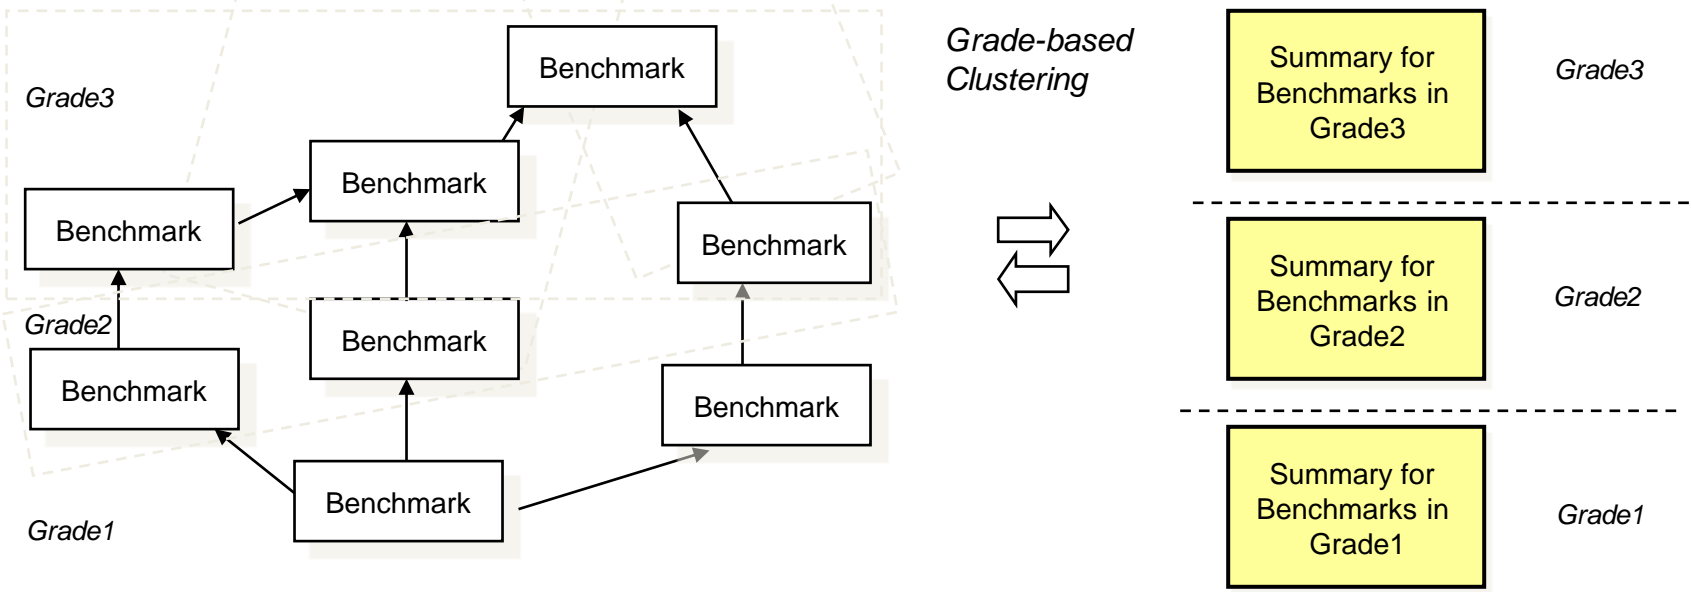 Grade3
Benchmark
Benchmark
Benchmark
Benchmark
Grade2
Benchmark
Benchmark
Benchmark
Benchmark
Grade1
Grade-based
Clustering
Summary for
Benchmarks in
Grade3
Grade3
Summary for
Benchmarks in
Grade2
Grade2
Summary for
Benchmarks in
Grade1
Grade1